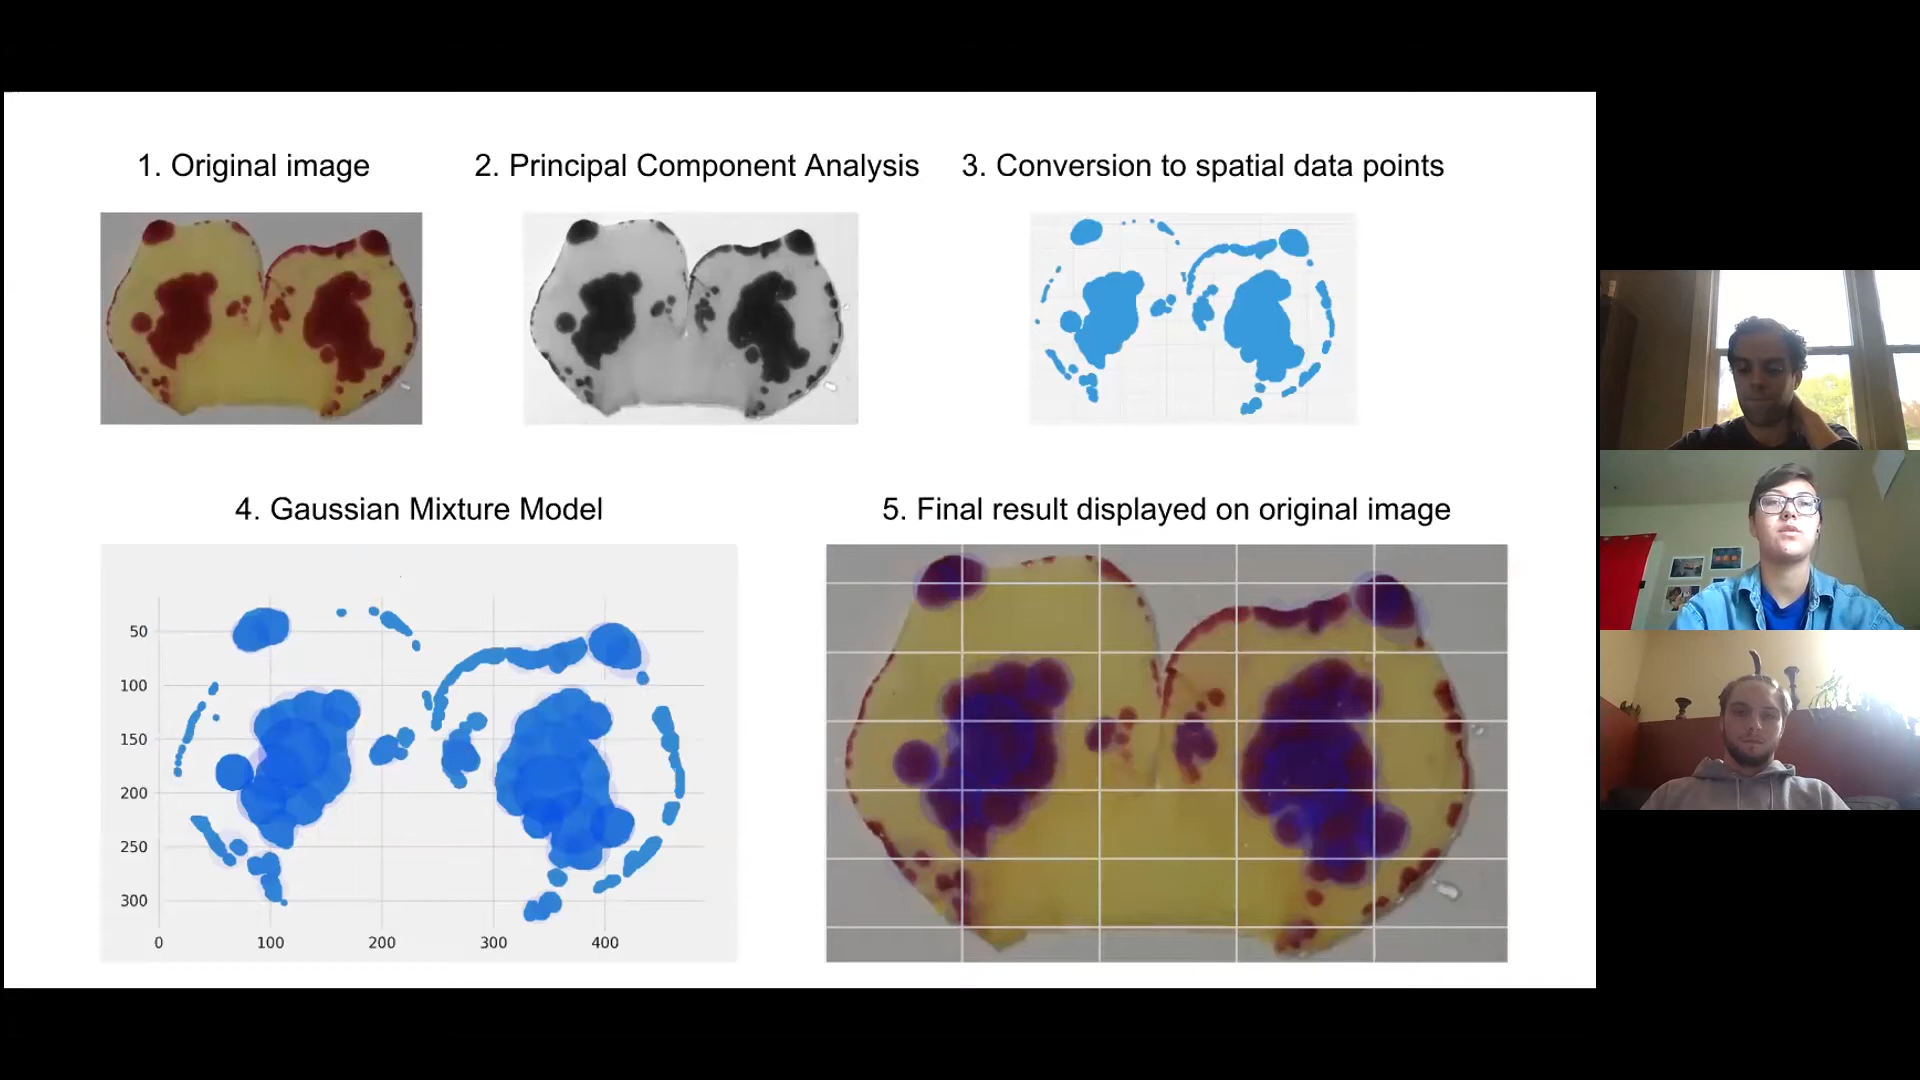 1. Original image
2. Principal Component Analysis
3. Conversion to spatial data points
4. Gaussian Mixture Model
5. Final result displayed on original image
50
100
150
200
250
300
0 100 200 300 400